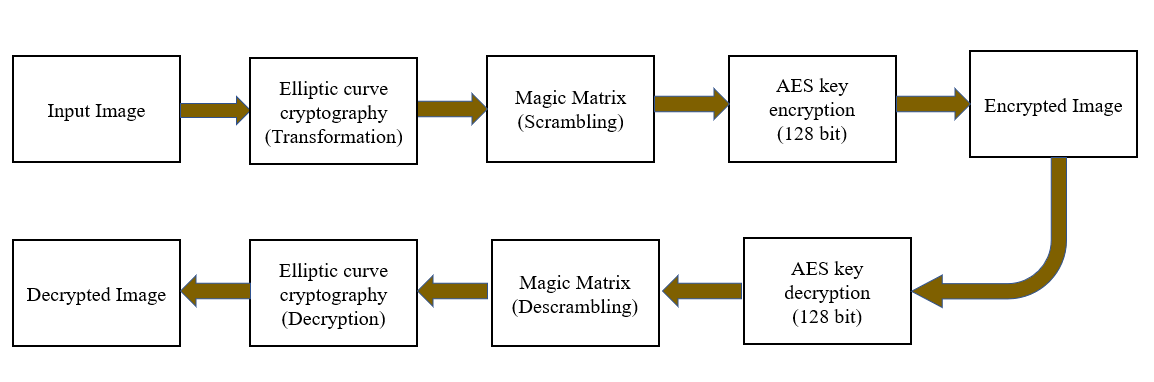 Input Image
Elliptic curve
cryptography
(Transformation)
Magic Matrix
(Scrambling)
AES key
encryption
(128 bit)
Encrypted Image
Decrypted Image
Elliptic curve
cryptography
(Decryption)
Magic Matrix
(Descrambling)
AES key
decryption
(128 bit)